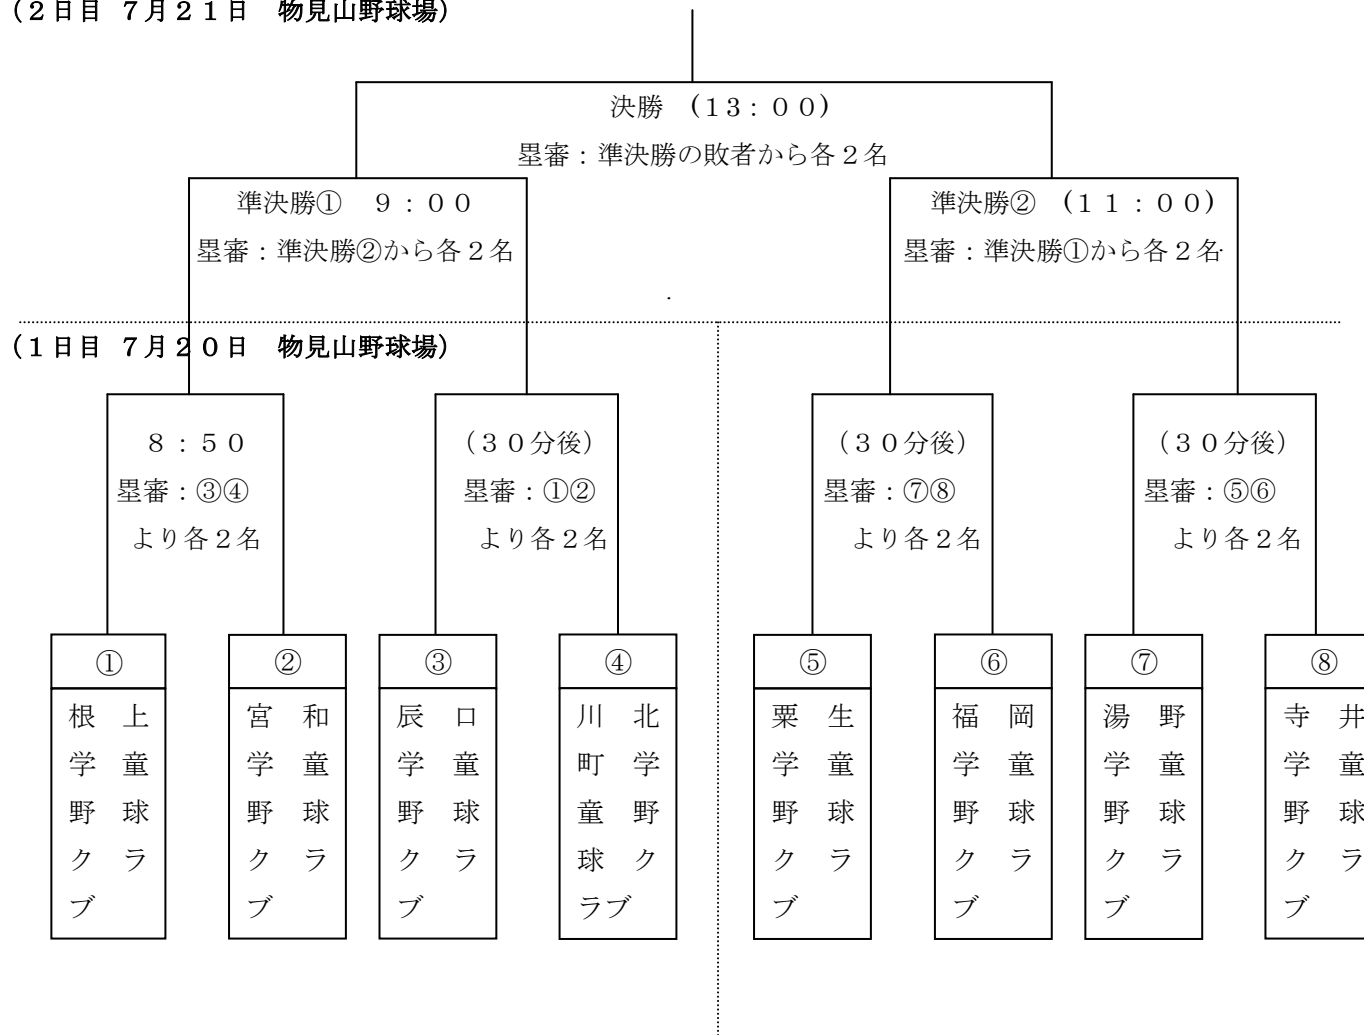 （２日目 ７月２１日　物見山野球場）
決勝　（13：００）
塁審：準決勝の敗者から各２名
準決勝①　９：００
塁審：準決勝②から各２名
準決勝②　（１１：００）
塁審：準決勝①から各２名
（１日目 ７月２０日　物見山野球場）
８：５０
塁審：③④
より各２名
（３０分後）
塁審：①②
より各２名
（３０分後）
塁審：⑦⑧
より各２名
（３０分後）
塁審：⑤⑥
より各２名
①
根上
学童
野球
クラ
ブ
②
宮和
学童
野球
クラ
ブ
③
辰口
学童
野球
クラ
ブ
④
川北
町学
童野
球ク
ラブ
⑤
粟生
学童
野球
クラ
ブ
⑥
福岡
学童
野球
クラ
ブ
⑦
湯野
学童
野球
クラ
ブ
⑧
寺井
学童
野球
クラ
ブ